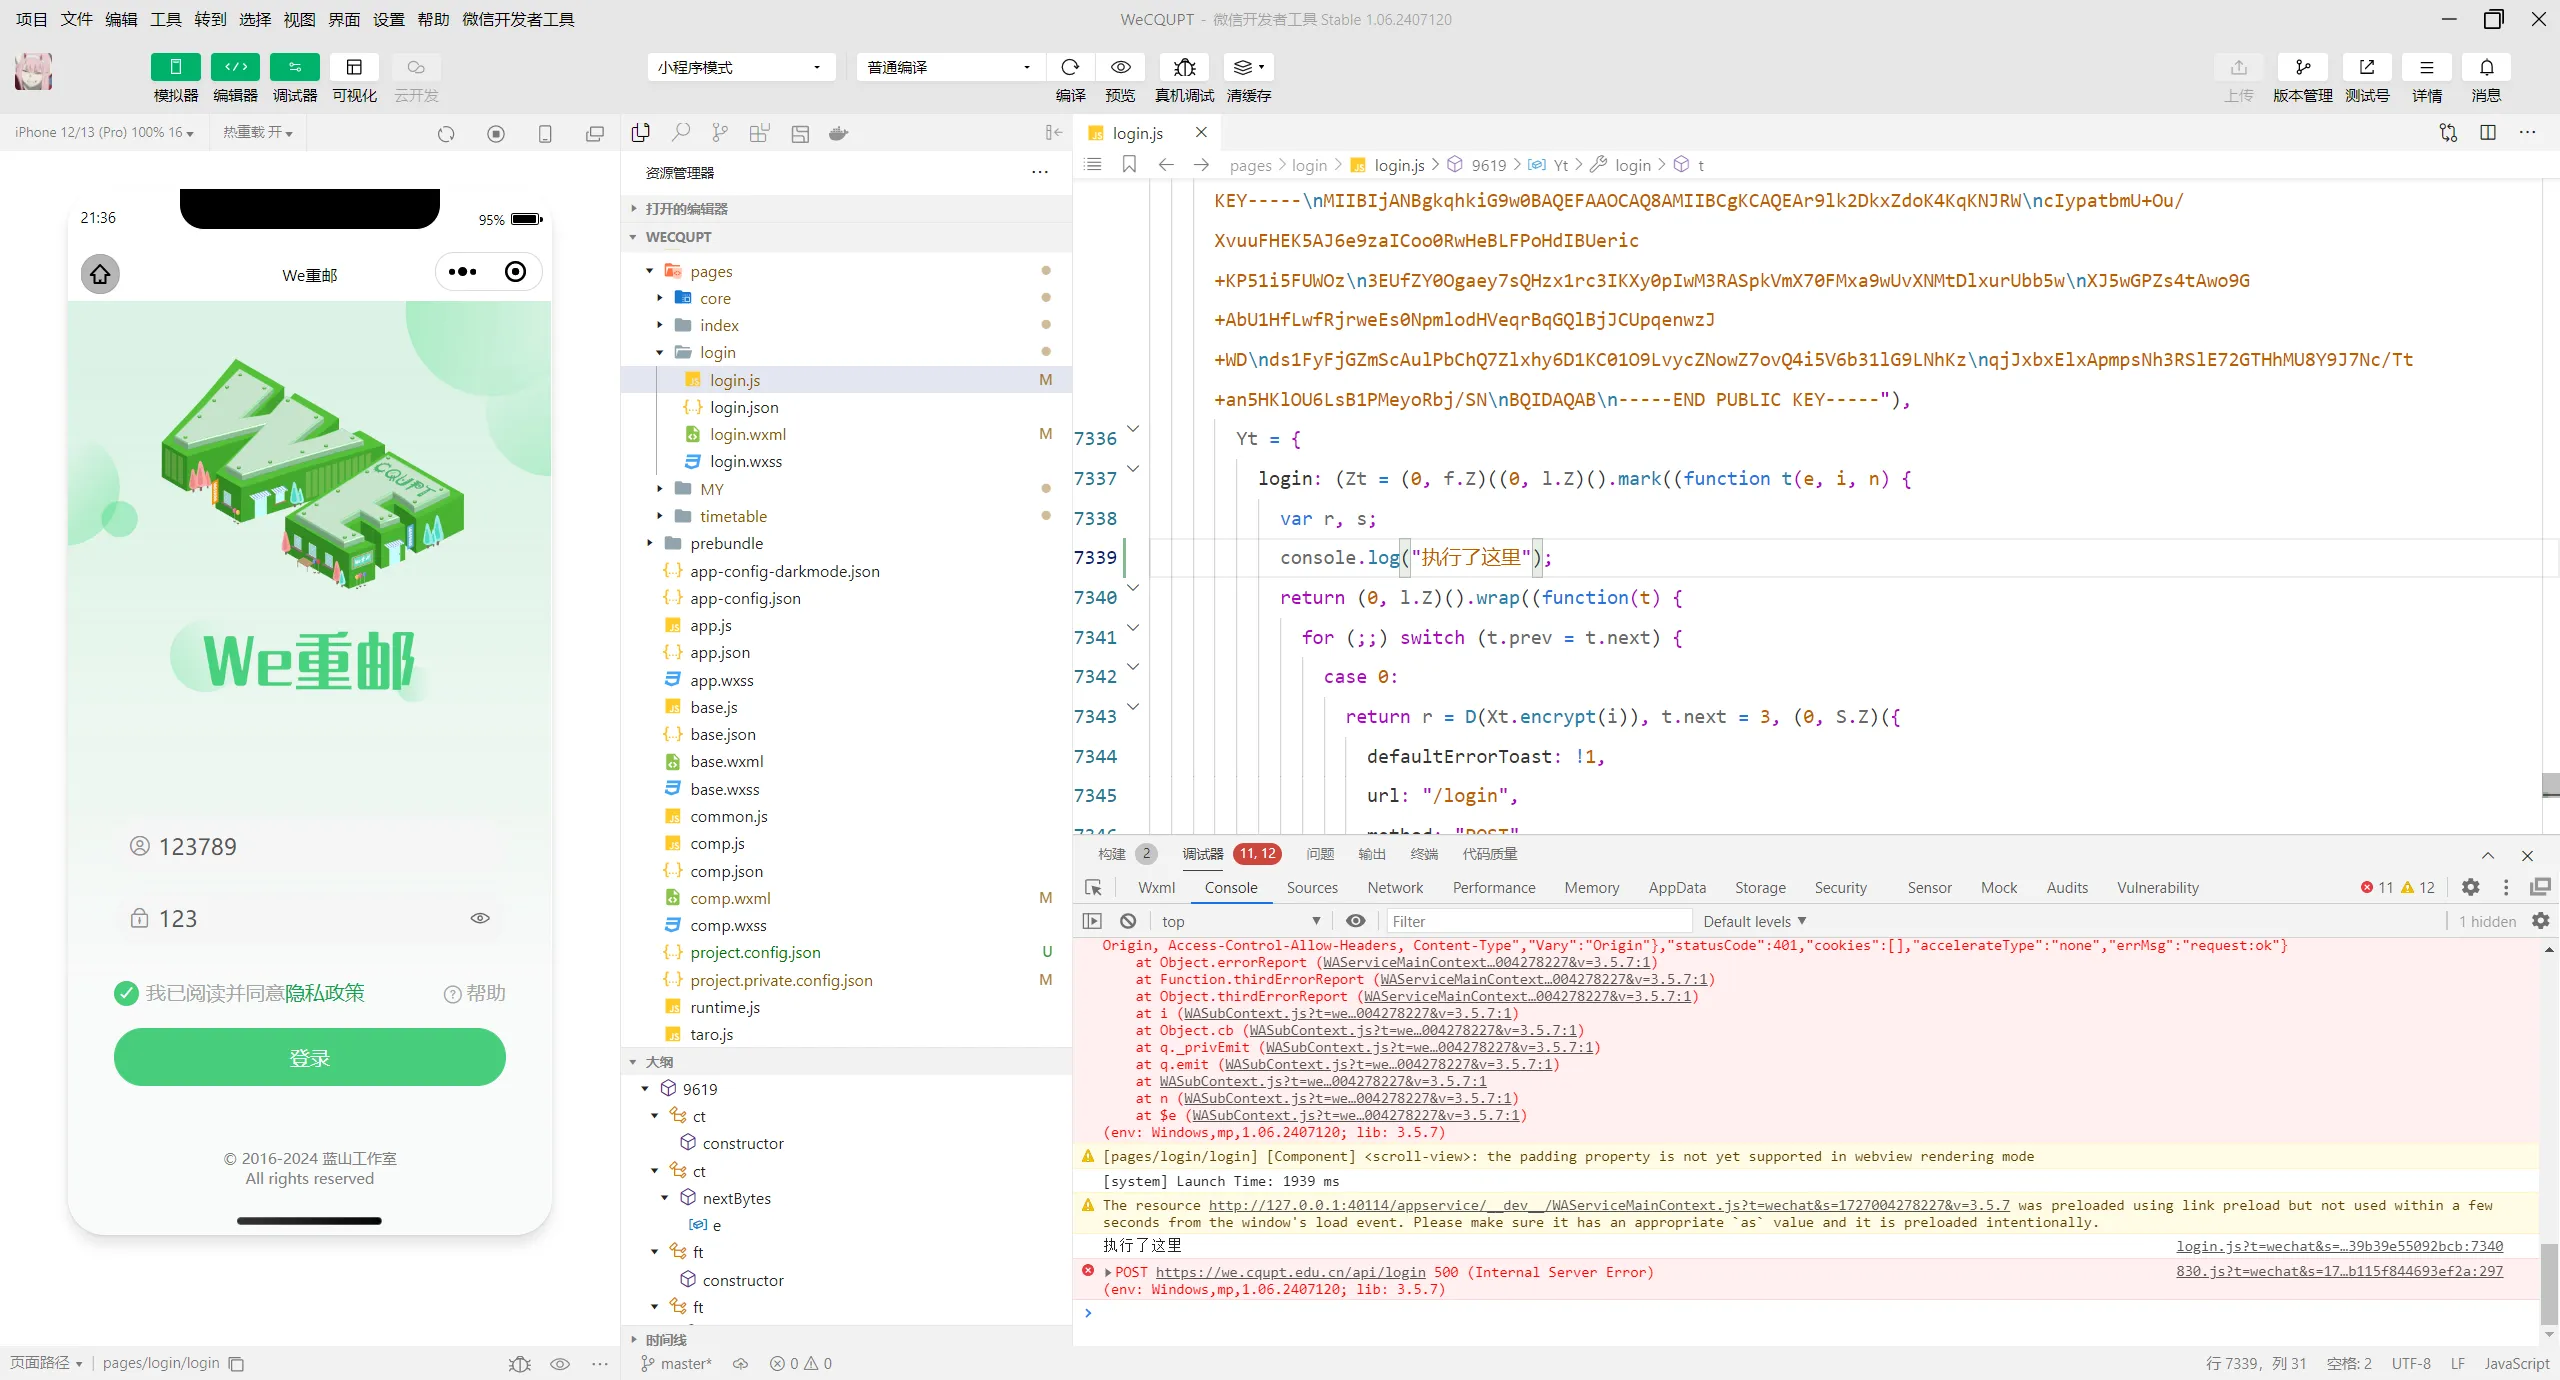 项目 文件 编辑 工具 转到 选择 视图 界面 设置 帮助 微信开发者工具
WeCQUPT - 微信开发者工具 Stable 1.06.2407120
模拟器 编辑器 调试器 可视化 云开发
小程序模式 普通编译
编译 预览 真机调试 清缓存
上传 版本管理 测试号 详情 消息
iPhone 12/13 (Pro) 100% 16
热重载 开
21:36
95%
We重邮
CQUPT
We重邮
123789
123
我已阅读并同意隐私政策
帮助
登录
© 2016-2024 蓝山工作室
All rights reserved
页面路径 pages/login/login
资源管理器
打开的编辑器
WECQUPT
pages
core
index
login
login.js M
login.json
login.wxml M
login.wxss
MY
timetable
prebundle
app-config-darkmode.json
app-config.json
app.js
app.json
app.wxss
base.js
base.json
base.wxml
base.wxss
common.js
comp.js
comp.json
comp.wxml M
comp.wxss
project.config.json U
project.private.config.json M
runtime.js
taro.js
大纲
9619
ct
constructor
ct
nextBytes
e
ft
constructor
ft
时间线
master* 0 0
login.js
pages > login > login.js > 9619 > Yt > login > t
KEY-----\nMIIBIjANBgkqhkiG9w0BAQEFAAOCAQ8AMIIBCgKCAQEAr9lk2DkxZdoK4KqKNJRW\ncIypatbmU+Ou/
XvuuFHEK5AJ6e9zaICoo0RwHeBLFPoHdIBUeric
+KP51i5FUWOz\n3EUfZY0Ogaey7sQHzx1rc3IKXy0pIwM3RASpkVmX70FMxa9wUvXNMtDlxurUbb5w\nXJ5wGPZs4tAwo9G
+AbU1HfLwfRjrweEs0NpmlodHVeqrBqGQlBjJCUpqenwzJ
+WD\nds1FyFjGZmScAulPbChQ7Zlxhy6D1KC01O9LvycZNowZ7ovQ4i5V6b31lG9LNhKz\nqjJxbxElxApmpsNh3RSlE72GTHhMU8Y9J7Nc/Tt
+an5HKlOU6LsB1PMeyoRbj/SN\nBQIDAQAB\n-----END PUBLIC KEY-----"),
7336 Yt = {
7337 login: (Zt = (0, f.Z)((0, l.Z)().mark((function t(e, i, n) {
7338 var r, s;
7339 console.log("执行了这里");
7340 return (0, l.Z)().wrap((function(t) {
7341 for (;;) switch (t.prev = t.next) {
7342 case 0:
7343 return r = D(Xt.encrypt(i)), t.next = 3, (0, S.Z)({
7344 defaultErrorToast: !1,
7345 url: "/login",
7346 method: "POST"
构建 2 调试器 11, 12 问题 输出 终端 代码质量
Wxml Console Sources Network Performance Memory AppData Storage Security Sensor Mock Audits Vulnerability 11 12
top Filter Default levels 1 hidden
Origin, Access-Control-Allow-Headers, Content-Type","Vary":"Origin"},"statusCode":401,"cookies":[],"accelerateType":"none","errMsg":"request:ok"}
at Object.errorReport (WAServiceMainContext…004278227&v=3.5.7:1)
at Function.thirdErrorReport (WAServiceMainContext…004278227&v=3.5.7:1)
at Object.thirdErrorReport (WAServiceMainContext…004278227&v=3.5.7:1)
at i (WASubContext.js?t=we…004278227&v=3.5.7:1)
at Object.cb (WASubContext.js?t=we…004278227&v=3.5.7:1)
at q._privEmit (WASubContext.js?t=we…004278227&v=3.5.7:1)
at q.emit (WASubContext.js?t=we…004278227&v=3.5.7:1)
at WASubContext.js?t=we…004278227&v=3.5.7:1
at n (WASubContext.js?t=we…004278227&v=3.5.7:1)
at $e (WASubContext.js?t=we…004278227&v=3.5.7:1)
(env: Windows,mp,1.06.2407120; lib: 3.5.7)
[pages/login/login] [Component] <scroll-view>: the padding property is not yet supported in webview rendering mode
[system] Launch Time: 1939 ms
The resource http://127.0.0.1:40114/appservice/__dev__/WAServiceMainContext.js?t=wechat&s=1727004278227&v=3.5.7 was preloaded using link preload but not used within a few
seconds from the window's load event. Please make sure it has an appropriate `as` value and it is preloaded intentionally.
执行了这里 login.js?t=wechat&s=…39b39e55092bcb:7340
POST https://we.cqupt.edu.cn/api/login 500 (Internal Server Error) 830.js?t=wechat&s=17…b115f844693ef2a:297
(env: Windows,mp,1.06.2407120; lib: 3.5.7)
行 7339，列 31 空格: 2 UTF-8 LF JavaScript